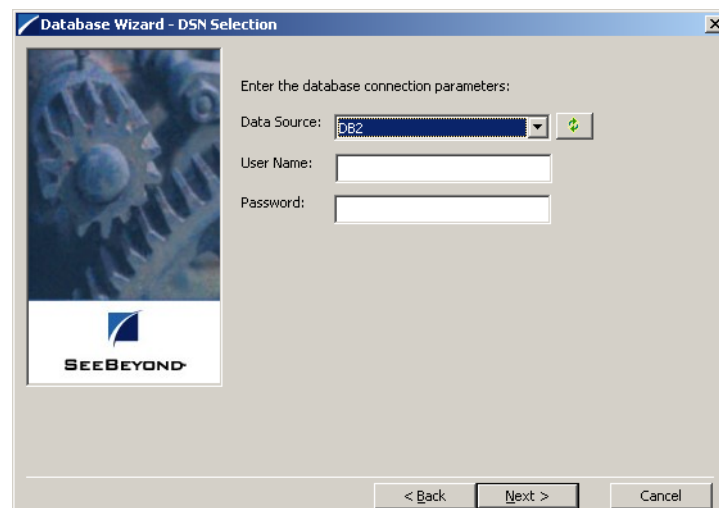 Database Wizard - DSN Selection
Enter the database connection parameters:
Data Source: DB2
User Name:
Password:
SEEBEYOND
< Back Next > Cancel